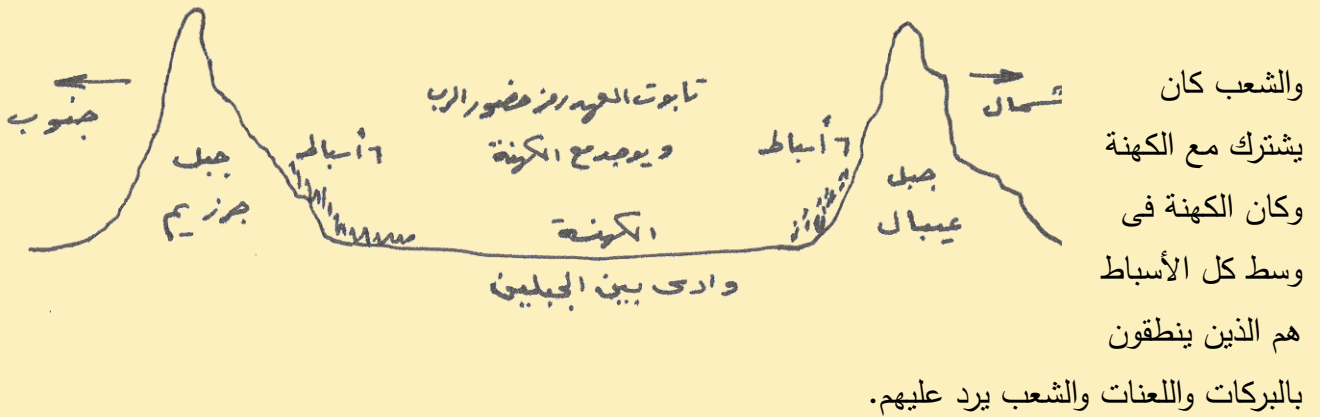 والشعب كان
يشترك مع الكهنة
وكان الكهنة فى
وسط كل الأسباط
هم الذين ينطقون
بالبركات واللعنات والشعب يرد عليهم.
شمال
جبل
عيبال
٦ أسباط
تابوت العهد رمز حضور الرب
و يوجد مع الكهنة
الكهنة
وادى بين الجبلين
٦ أسباط
جبل
جرزيم
جنوب